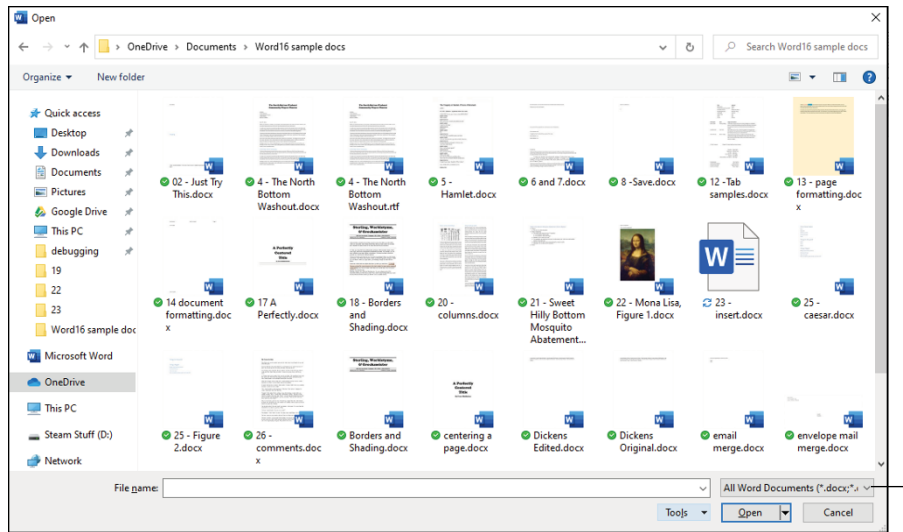 Open
OneDrive > Documents > Word16 sample docs
Search Word16 sample docs
Organize
New folder
Quick access
Desktop
Downloads
Documents
Pictures
Google Drive
This PC
debugging
19
22
23
Word16 sample doc
Microsoft Word
OneDrive
This PC
Steam Stuff (D:)
Network
02 - Just Try
This.docx
4 - The North
Bottom
Washout.docx
4 - The North
Bottom
Washout.rtf
5 -
Hamlet.docx
6 and 7.docx
8 -Save.docx
12 -Tab
samples.docx
13 - page
formatting.doc
x
A Perfectly
Centered
Title
14 document
formatting.doc
x
17 A
Perfectly.docx
18 - Borders
and
Shading.docx
20 -
columns.docx
21 - Sweet
Hilly Bottom
Mosquito
Abatement...
22 - Mona Lisa,
Figure 1.docx
23 -
insert.docx
25 -
caesar.docx
A Perfectly
Centered
Title
25 - Figure
2.docx
26 -
comments.doc
x
Borders and
Shading.docx
centering a
page.docx
Dickens
Edited.docx
Dickens
Original.docx
email
merge.docx
envelope mail
merge.docx
File name:
All Word Documents (*.docx;*.
Tools
Open
Cancel